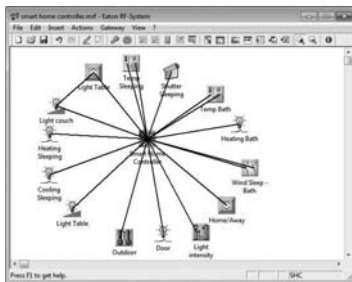 smart home controller.mrf - Eaton RF-System
File Edit Insert Actions Gateway View ?
Light Table
Temp
Sleeping
Shutter
Sleeping
Temp Bath
Light couch
Heating Bath
Heating
Sleeping
Controller
Cooling
Sleeping
Wind Sleep -
Bath
Light Table
Home/Away
Outdoor
Door
Light
intensity
Press F1 to get help.
SHC